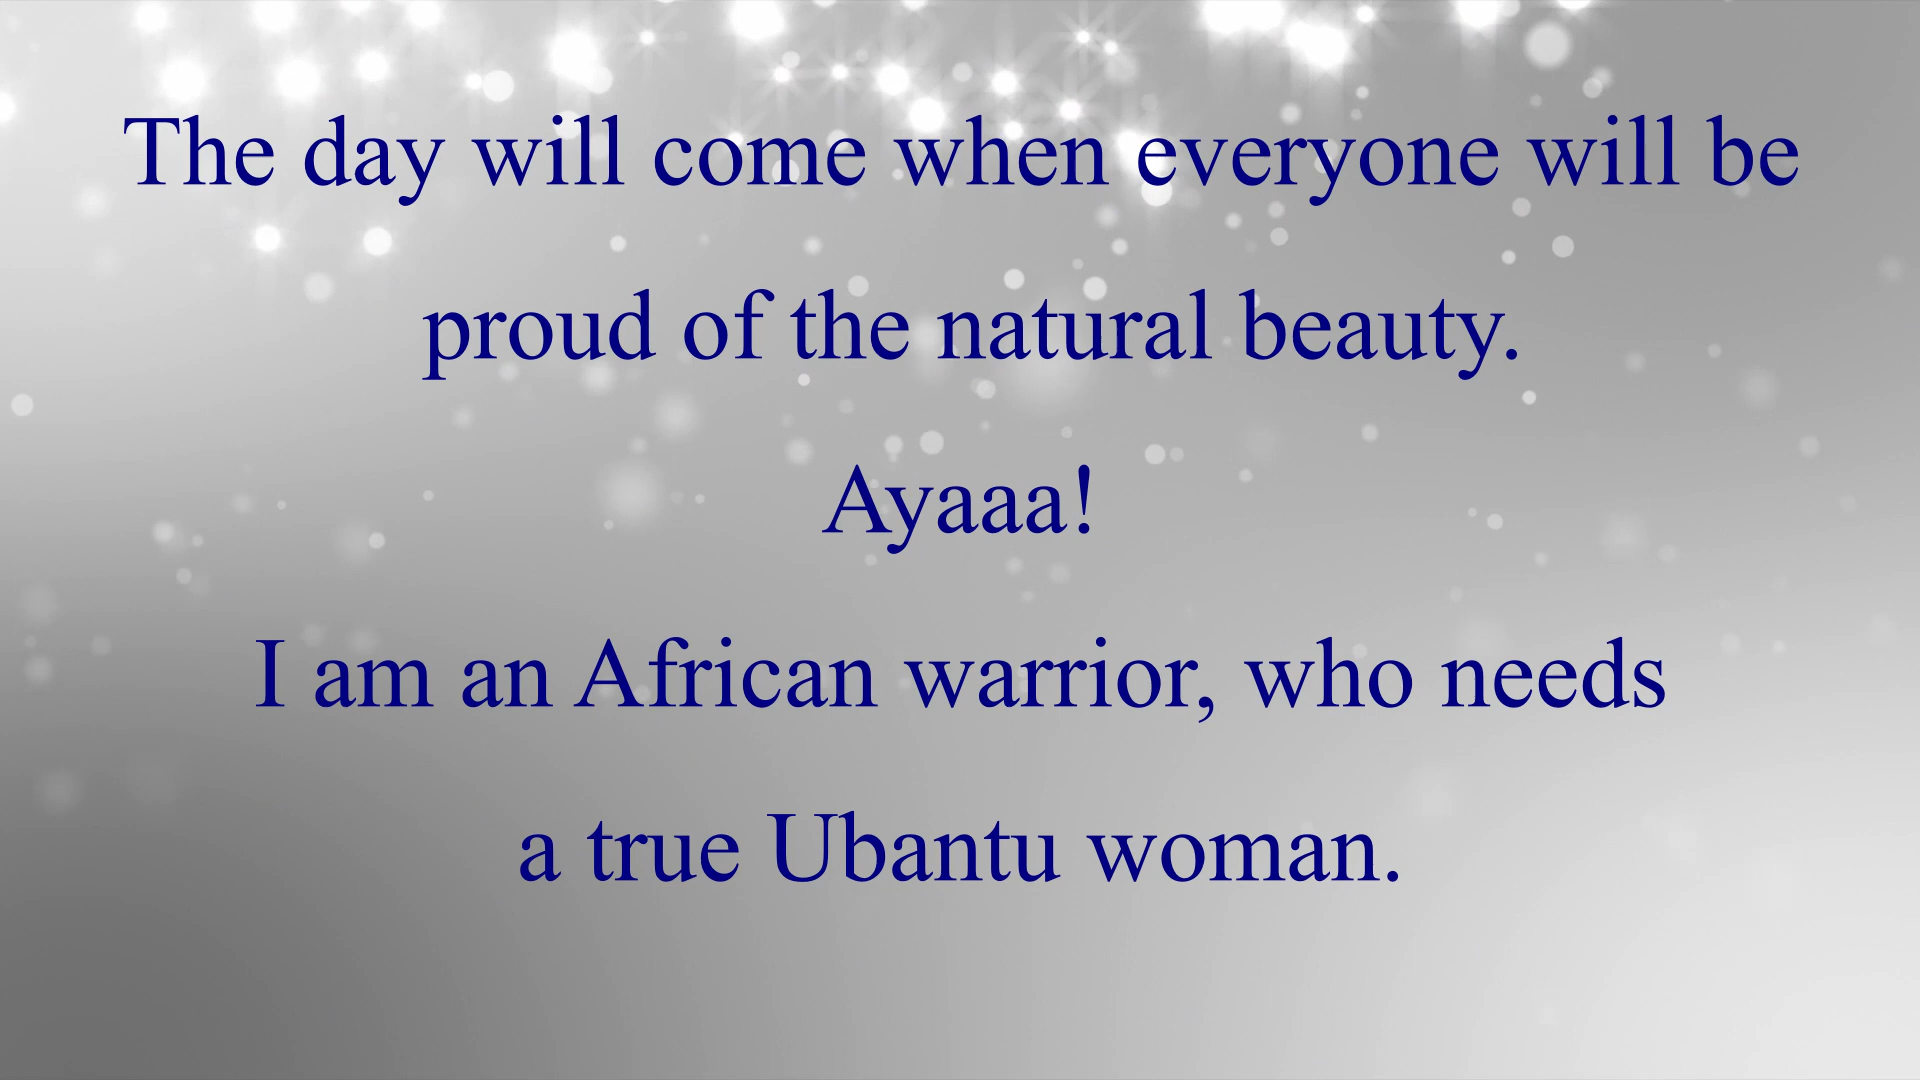 The day will come when everyone will be
proud of the natural beauty.
Ayaaa!
I am an African warrior, who needs
a true Ubantu woman.